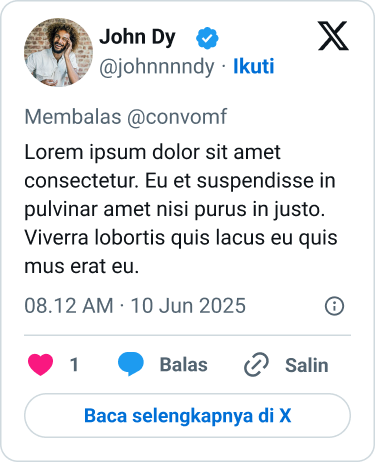 John Dy
@johnnnndy · Ikuti
Membalas @convomf
Lorem ipsum dolor sit amet
consectetur. Eu et suspendisse in
pulvinar amet nisi purus in justo.
Viverra lobortis quis lacus eu quis
mus erat eu.
08.12 AM · 10 Jun 2025
1 Balas Salin
Baca selengkapnya di X